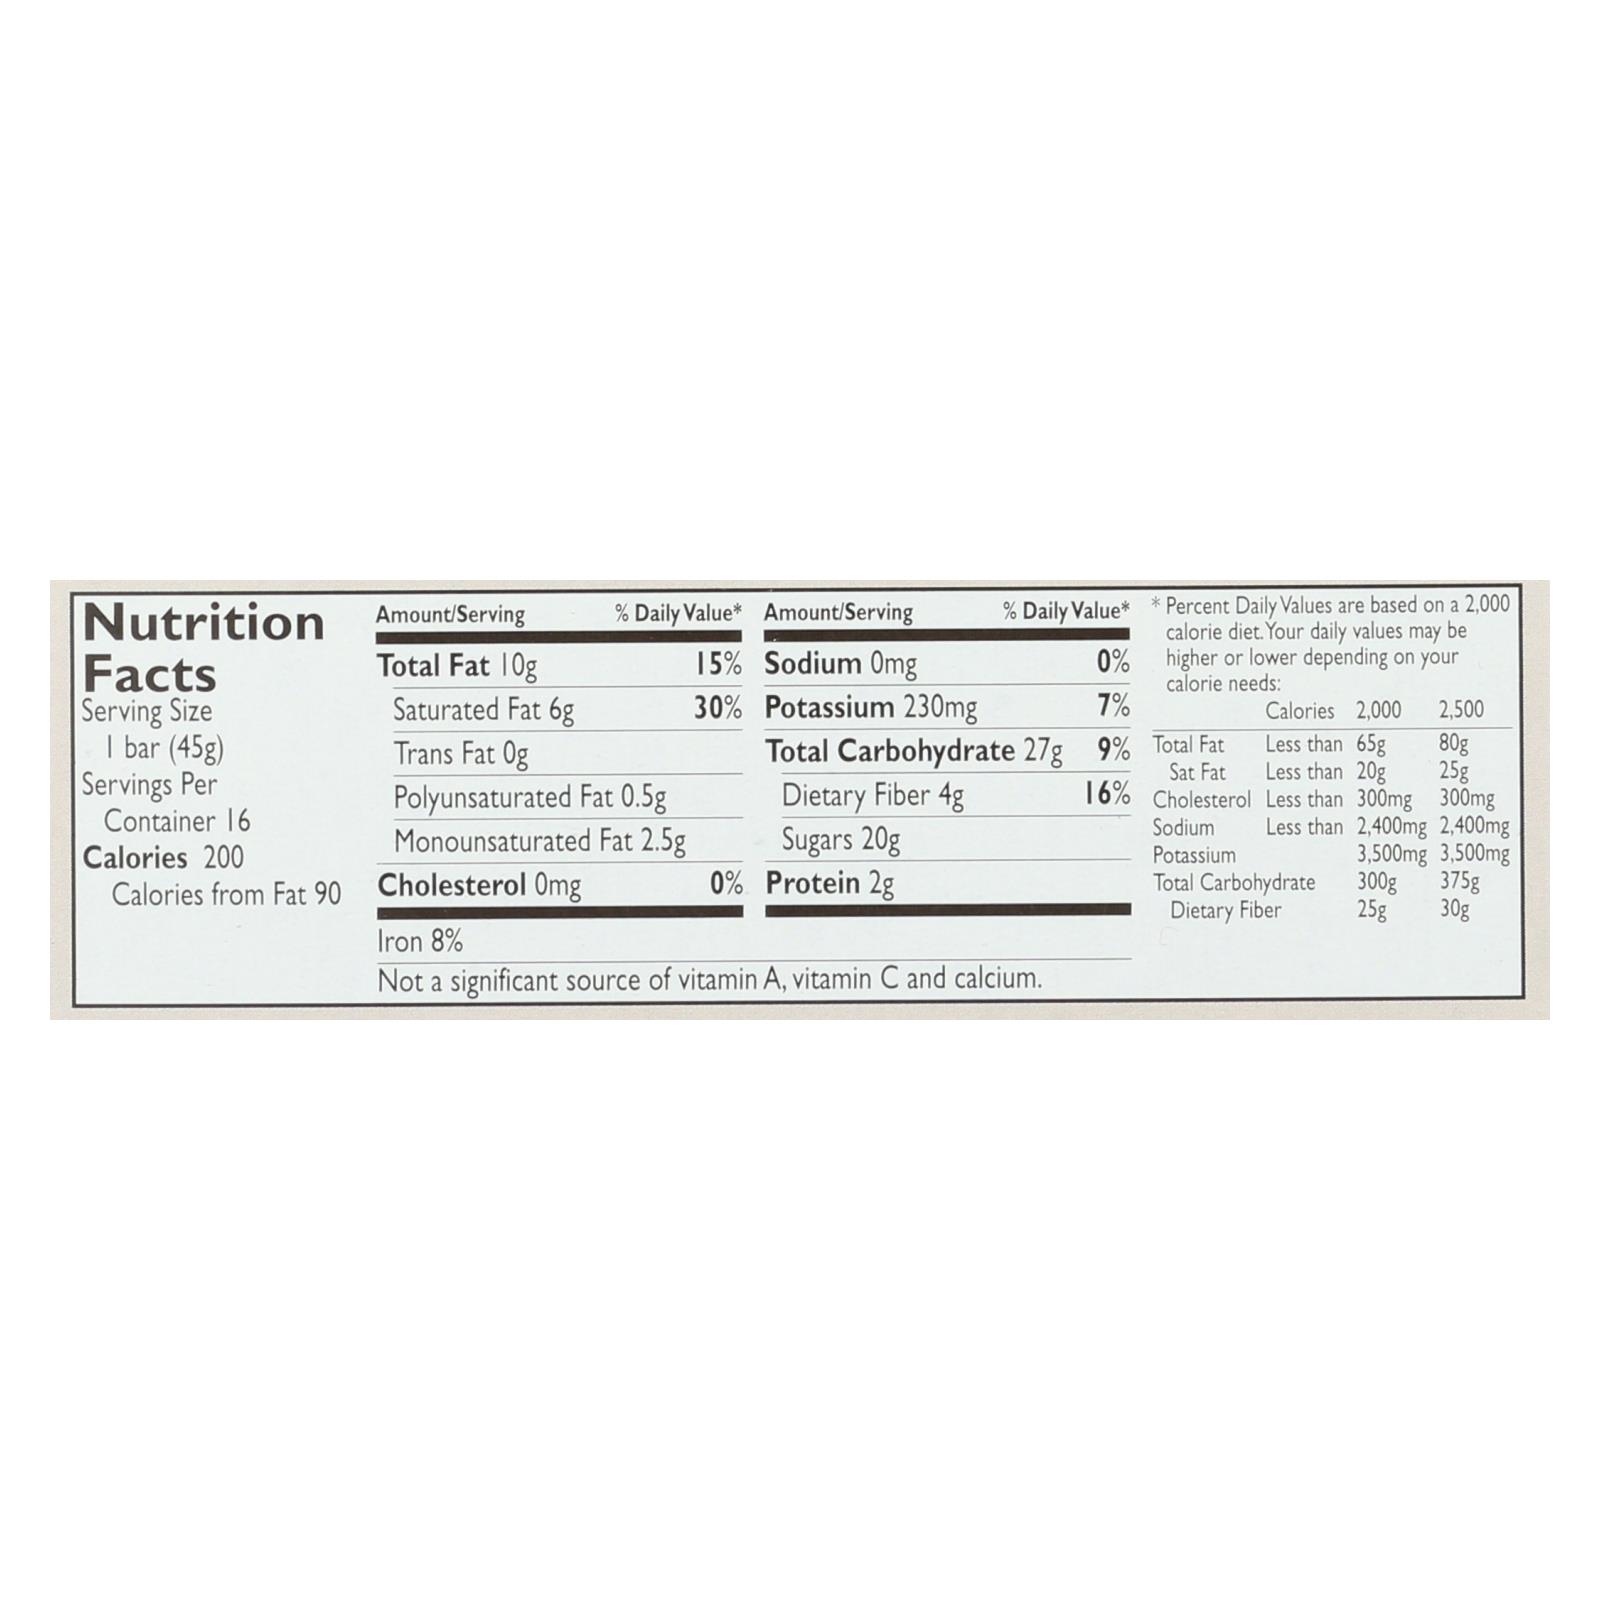 Nutrition
Facts
Serving Size
1 bar (45g)
Servings Per
Container 16
Calories 200
Calories from Fat 90
Amount/Serving % Daily Value*
Total Fat 10g 15%
Saturated Fat 6g 30%
Trans Fat 0g
Polyunsaturated Fat 0.5g
Monounsaturated Fat 2.5g
Cholesterol 0mg 0%
Amount/Serving % Daily Value*
Sodium 0mg 0%
Potassium 230mg 7%
Total Carbohydrate 27g 9%
Dietary Fiber 4g 16%
Sugars 20g
Protein 2g
Iron 8%
Not a significant source of vitamin A, vitamin C and calcium.
* Percent Daily Values are based on a 2,000
calorie diet. Your daily values may be
higher or lower depending on your
calorie needs:
Calories 2,000 2,500
Total Fat Less than 65g 80g
Sat Fat Less than 20g 25g
Cholesterol Less than 300mg 300mg
Sodium Less than 2,400mg 2,400mg
Potassium 3,500mg 3,500mg
Total Carbohydrate 300g 375g
Dietary Fiber 25g 30g